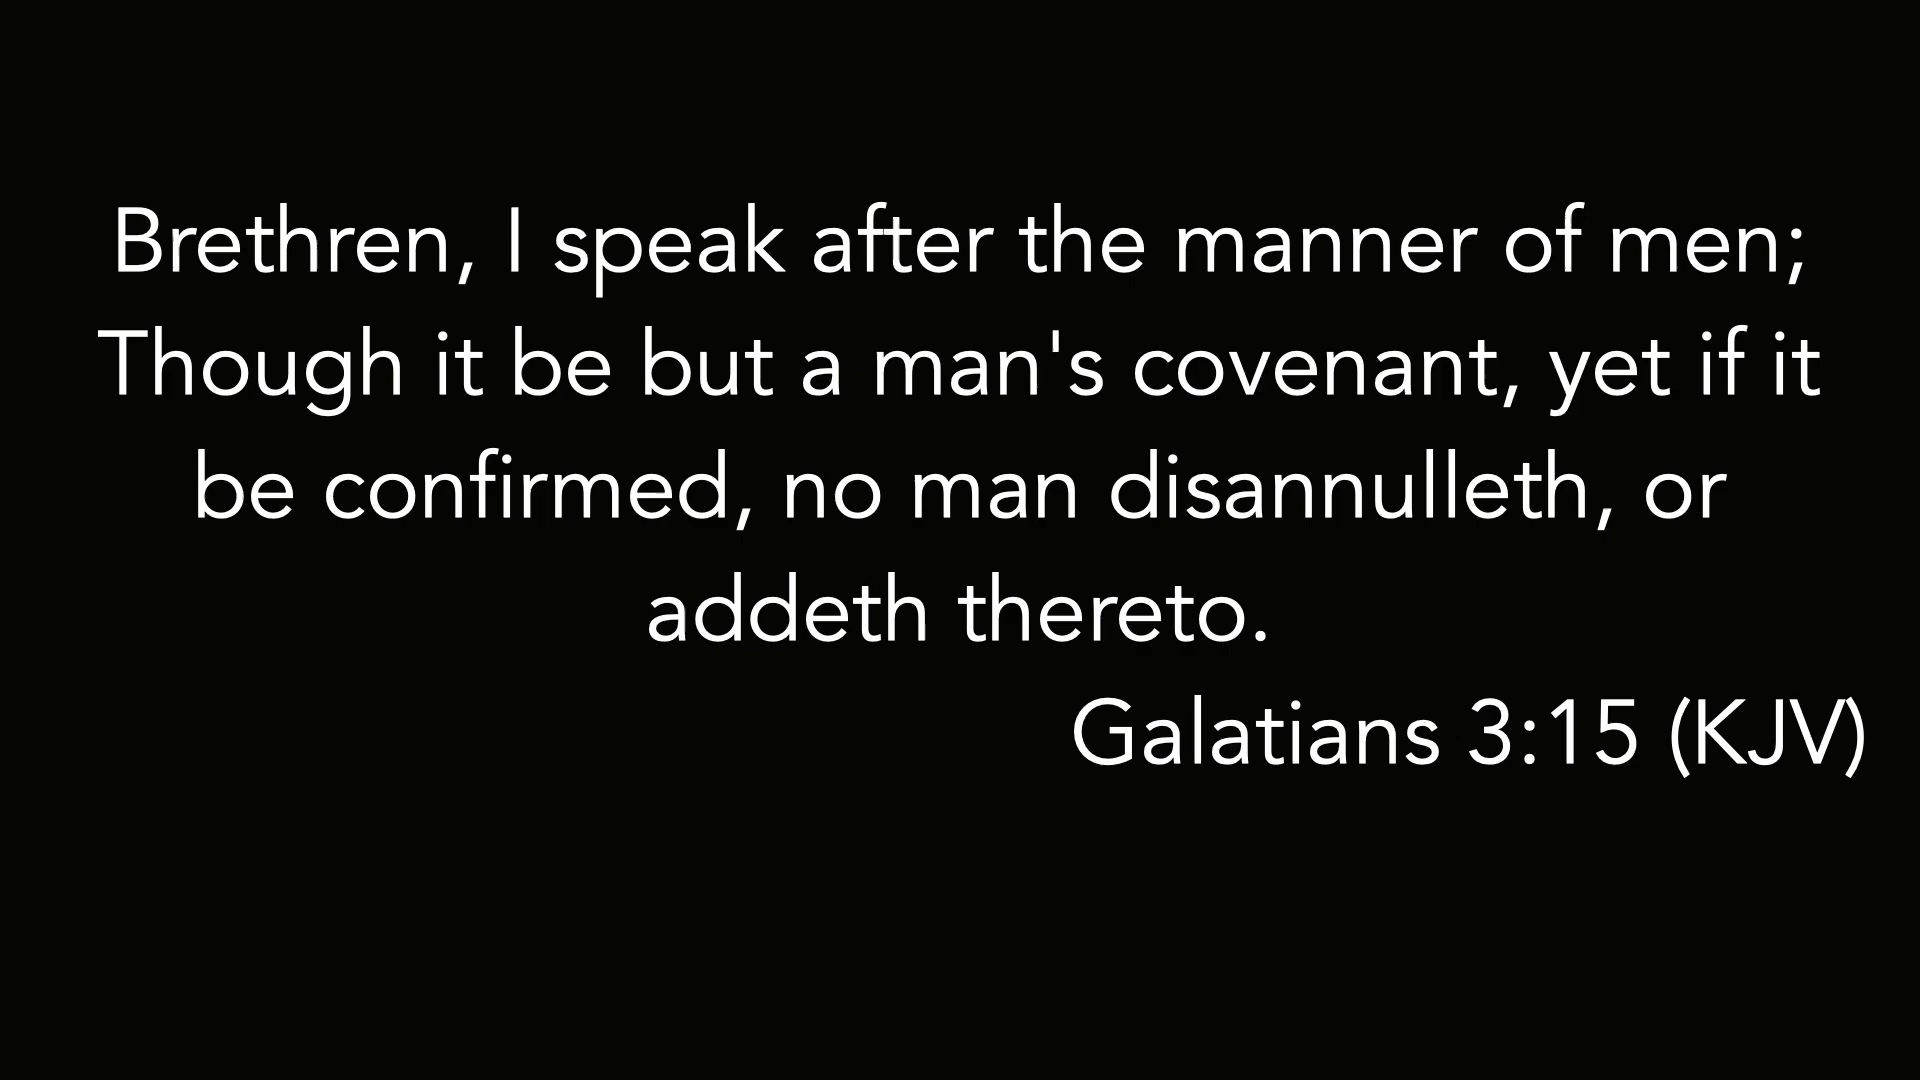 Brethren, I speak after the manner of men;
Though it be but a man's covenant, yet if it
be confirmed, no man disannulleth, or
addeth thereto.
Galatians 3:15 (KJV)